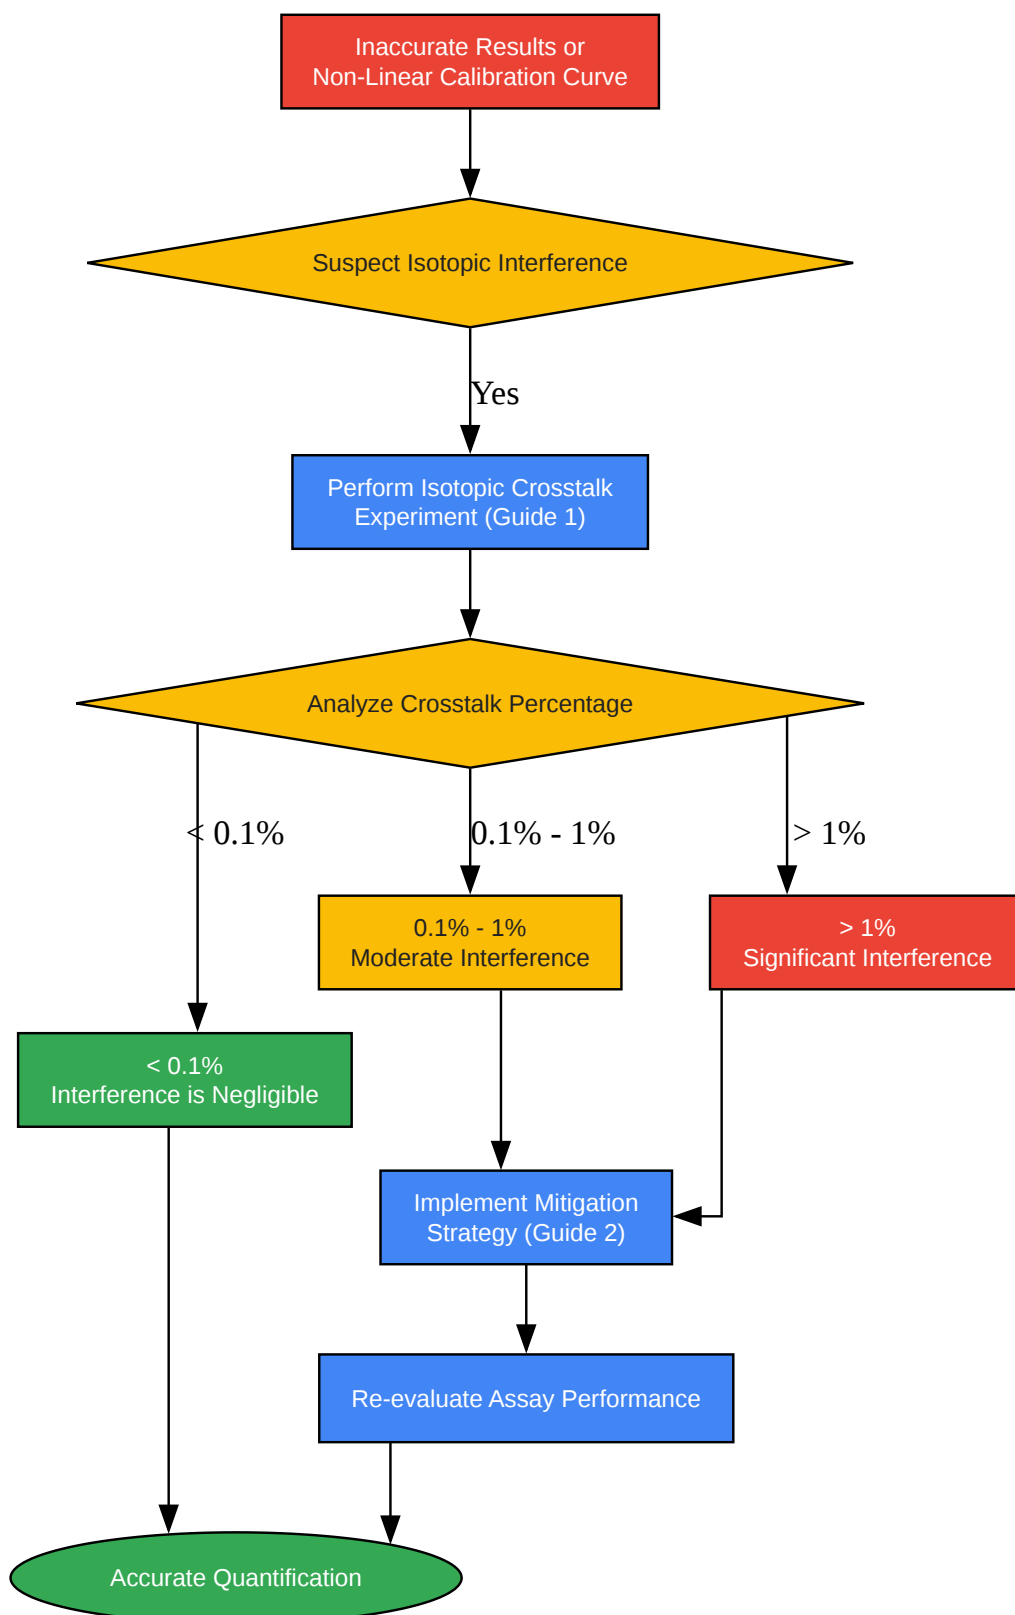 Inaccurate Results or
Non-Linear Calibration Curve
Suspect Isotopic Interference
Yes
Perform Isotopic Crosstalk
Experiment (Guide 1)
Analyze Crosstalk Percentage
< 0.1%
0.1% - 1%
> 1%
0.1% - 1%
Moderate Interference
> 1%
Significant Interference
< 0.1%
Interference is Negligible
Implement Mitigation
Strategy (Guide 2)
Re-evaluate Assay Performance
Accurate Quantification